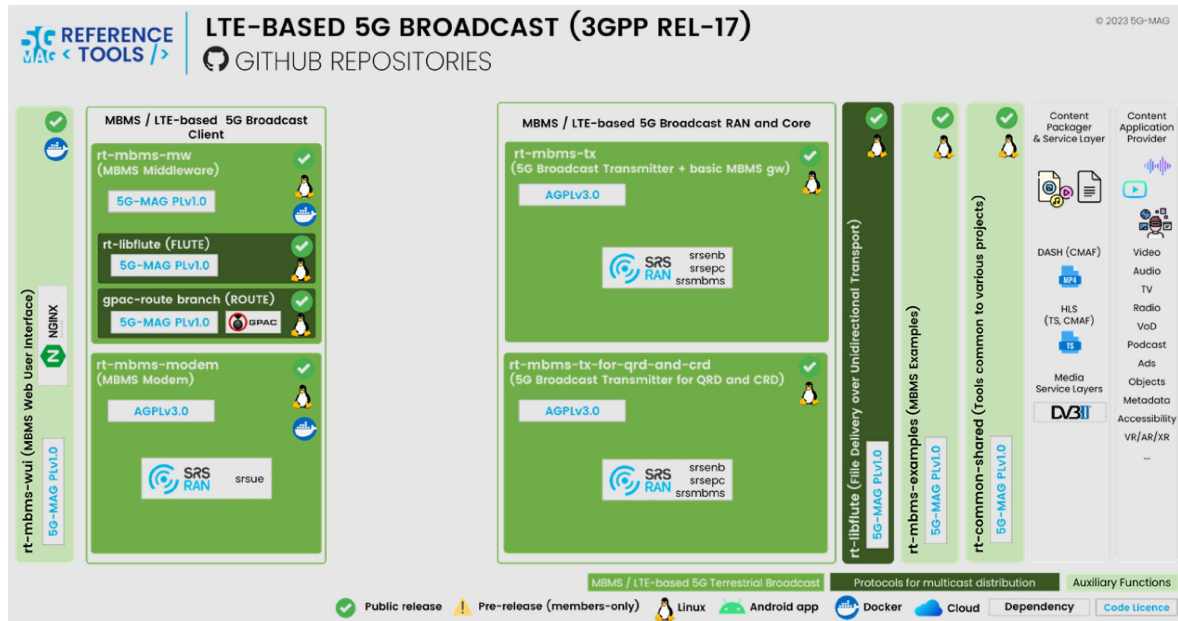 5G MAG REFERENCE
< TOOLS />
LTE-BASED 5G BROADCAST (3GPP REL-17)
GITHUB REPOSITORIES
© 2023 5G-MAG
rt-mbms-wui (MBMS Web User Interface)
5G-MAG PLv1.0
NGINX
MBMS / LTE-based 5G Broadcast
Client
rt-mbms-mw
(MBMS Middleware)
5G-MAG PLv1.0
rt-libflute (FLUTE)
5G-MAG PLv1.0
gpac-route branch (ROUTE)
5G-MAG PLv1.0
GPAC
rt-mbms-modem
(MBMS Modem)
AGPLv3.0
SRS
RAN
srsue
MBMS / LTE-based 5G Broadcast RAN and Core
rt-mbms-tx
(5G Broadcast Transmitter + basic MBMS gw)
AGPLv3.0
SRS
RAN
srsenb
srsepc
srsmbms
rt-mbms-tx-for-qrd-and-crd
(5G Broadcast Transmitter for QRD and CRD)
AGPLv3.0
SRS
RAN
srsenb
srsepc
srsmbms
rt-libflute (Fliile Delivery over Unidirectional Transport)
5G-MAG PLv1.0
rt-mbms-examples (MBMS Examples)
5G-MAG PLv1.0
rt-common-shared (Tools common to various projects)
5G-MAG PLv1.0
Content
Packager
& Service Layer
DASH (CMAF)
MP4
HLS
(TS, CMAF)
TS
Media
Service Layers
DVB II
Content
Application
Provider
Video
Audio
TV
Radio
VoD
Podcast
Ads
Objects
Metadata
Accessibility
VR/AR/XR
...
MBMS / LTE-based 5G Terrestrial Broadcast
Protocols for multicast distribution
Auxiliary Functions
Public release
Pre-release (members-only)
Linux
Android app
Docker
Cloud
Dependency
Code Licence